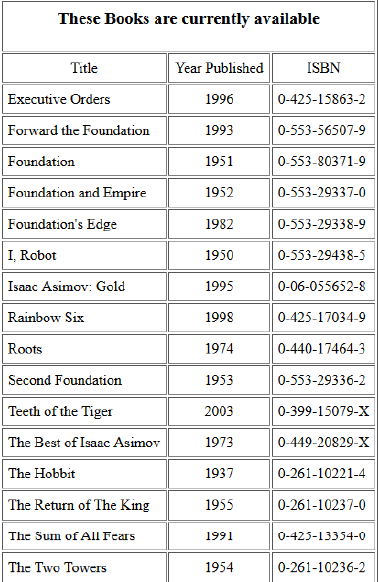 These Books are currently available
Title Year Published ISBN
Executive Orders 1996 0-425-15863-2
Forward the Foundation 1993 0-553-56507-9
Foundation 1951 0-553-80371-9
Foundation and Empire 1952 0-553-29337-0
Foundation's Edge 1982 0-553-29338-9
I, Robot 1950 0-553-29438-5
Isaac Asimov: Gold 1995 0-06-055652-8
Rainbow Six 1998 0-425-17034-9
Roots 1974 0-440-17464-3
Second Foundation 1953 0-553-29336-2
Teeth of the Tiger 2003 0-399-15079-X
The Best of Isaac Asimov 1973 0-449-20829-X
The Hobbit 1937 0-261-10221-4
The Return of The King 1955 0-261-10237-0
The Sum of All Fears 1991 0-425-13354-0
The Two Towers 1954 0-261-10236-2